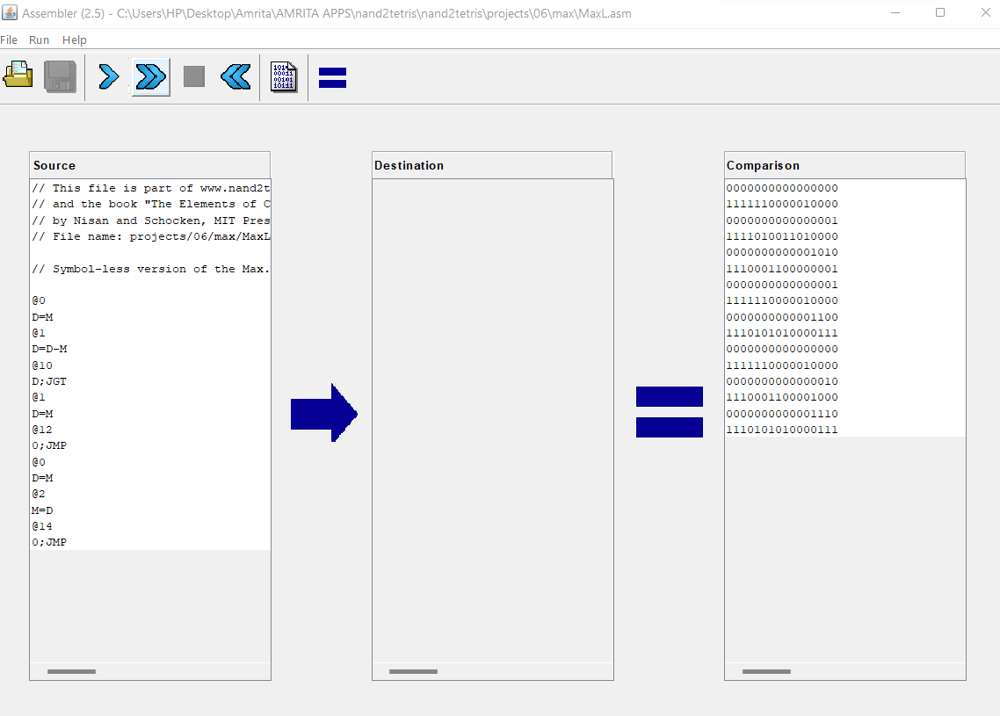 Assembler (2.5) - C:\Users\HP\Desktop\Amrita\AMRITA APPS\nand2tetris\nand2tetris\projects\06\max\MaxL.asm
File Run Help
1010
00011
00101
10111
Source
// This file is part of www.nand2t
// and the book "The Elements of C
// by Nisan and Schocken, MIT Pres
// File name: projects/06/max/MaxL
// Symbol-less version of the Max.
@0
D=M
@1
D=D-M
@10
D;JGT
@1
D=M
@12
0;JMP
@0
D=M
@2
M=D
@14
0;JMP
Destination
Comparison
0000000000000000
1111110000010000
0000000000000001
1111010011010000
0000000000001010
1110001100000001
0000000000000001
1111110000010000
0000000000001100
1110101010000111
0000000000000000
1111110000010000
0000000000000010
1110001100001000
0000000000001110
1110101010000111